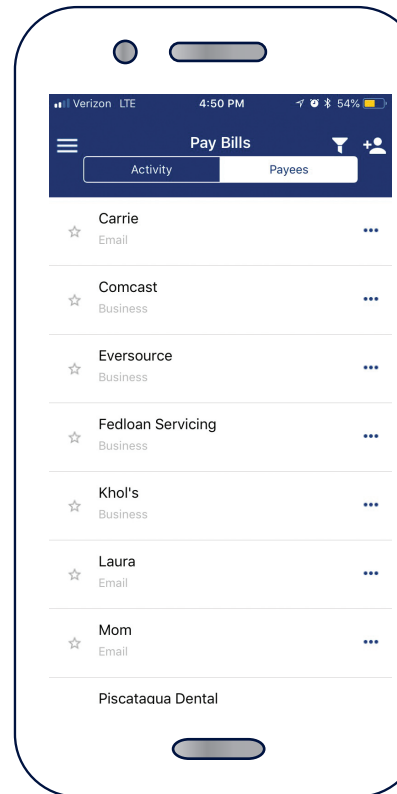 Verizon LTE 4:50 PM 54%
Pay Bills
Activity Payees
Carrie
Email
Comcast
Business
Eversource
Business
Fedloan Servicing
Business
Khol's
Business
Laura
Email
Mom
Email
Piscataqua Dental